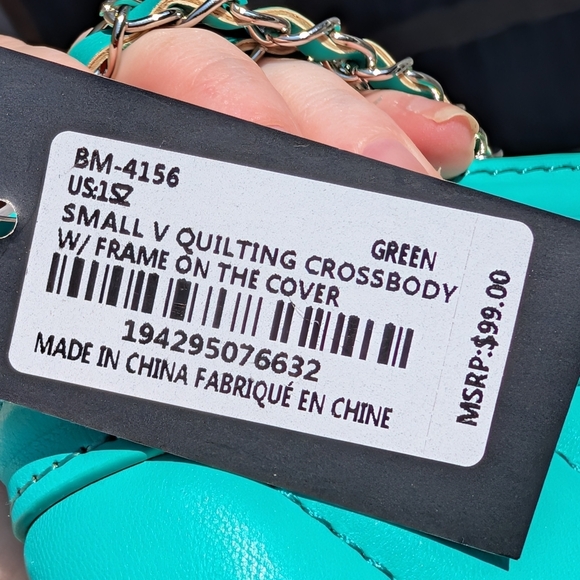 BM-4156
US:1SZ
GREEN
SMALL V QUILTING CROSSBODY
W/ FRAME ON THE COVER
194295076632
MADE IN CHINA FABRIQUÉ EN CHINE
MSRP:$99.00